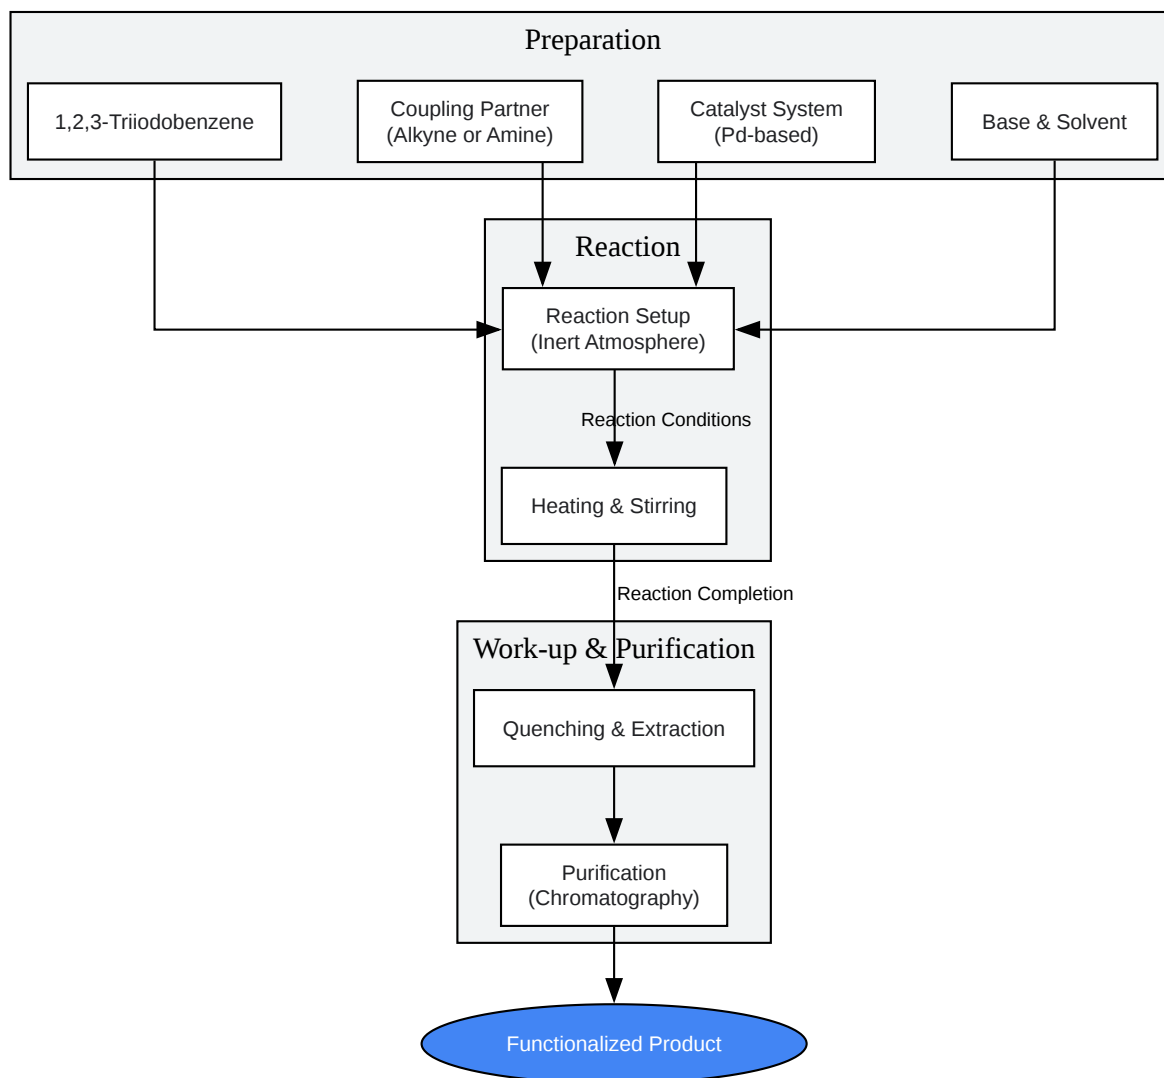 Preparation
1,2,3-Triiodobenzene
Coupling Partner
(Alkyne or Amine)
Catalyst System
(Pd-based)
Base & Solvent
Reaction
Reaction Setup
(Inert Atmosphere)
Reaction Conditions
Heating & Stirring
Reaction Completion
Work-up & Purification
Quenching & Extraction
Purification
(Chromatography)
Functionalized Product